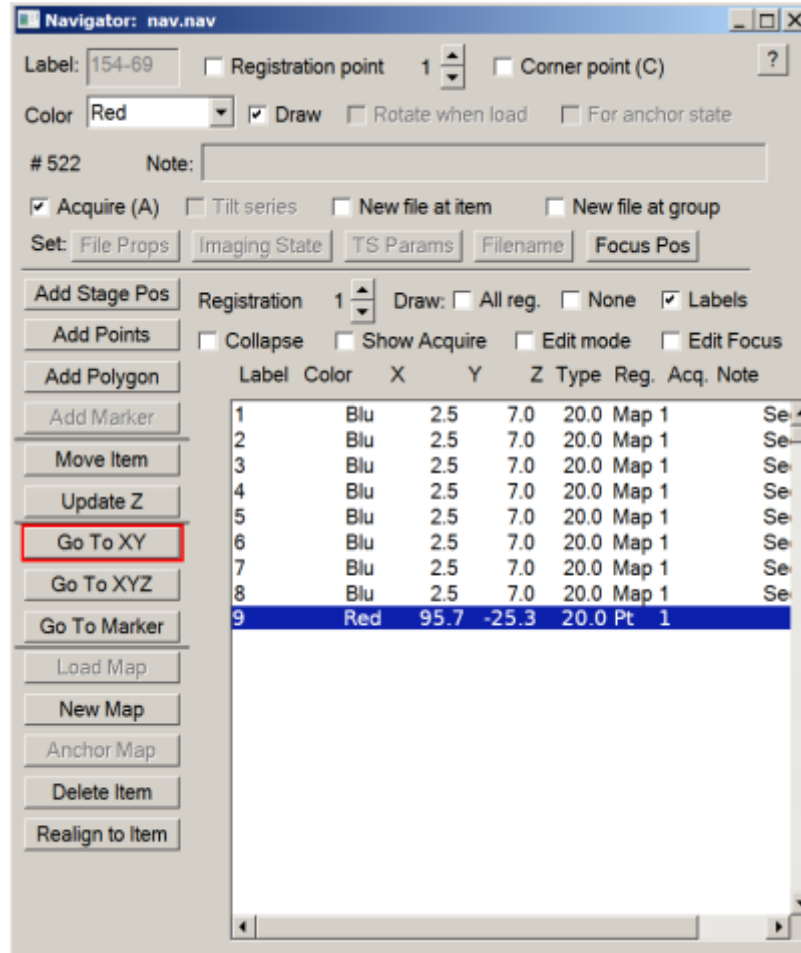 Navigator: nav.nav
Label: 154-69 Registration point 1 Corner point (C) ?
Color Red Draw Rotate when load For anchor state
# 522 Note:
Acquire (A) Tilt series New file at item New file at group
Set: File Props Imaging State TS Params Filename Focus Pos
Add Stage Pos
Add Points
Add Polygon
Add Marker
Move Item
Update Z
Go To XY
Go To XYZ
Go To Marker
Load Map
New Map
Anchor Map
Delete Item
Realign to Item
Registration 1 Draw: All reg. None Labels
Collapse Show Acquire Edit mode Edit Focus
Label Color X Y Z Type Reg. Acq. Note
1 Blu 2.5 7.0 20.0 Map 1 Se
2 Blu 2.5 7.0 20.0 Map 1 Se
3 Blu 2.5 7.0 20.0 Map 1 Se
4 Blu 2.5 7.0 20.0 Map 1 Se
5 Blu 2.5 7.0 20.0 Map 1 Se
6 Blu 2.5 7.0 20.0 Map 1 Se
7 Blu 2.5 7.0 20.0 Map 1 Se
8 Blu 2.5 7.0 20.0 Map 1 Se
9 Red 95.7 -25.3 20.0 Pt 1